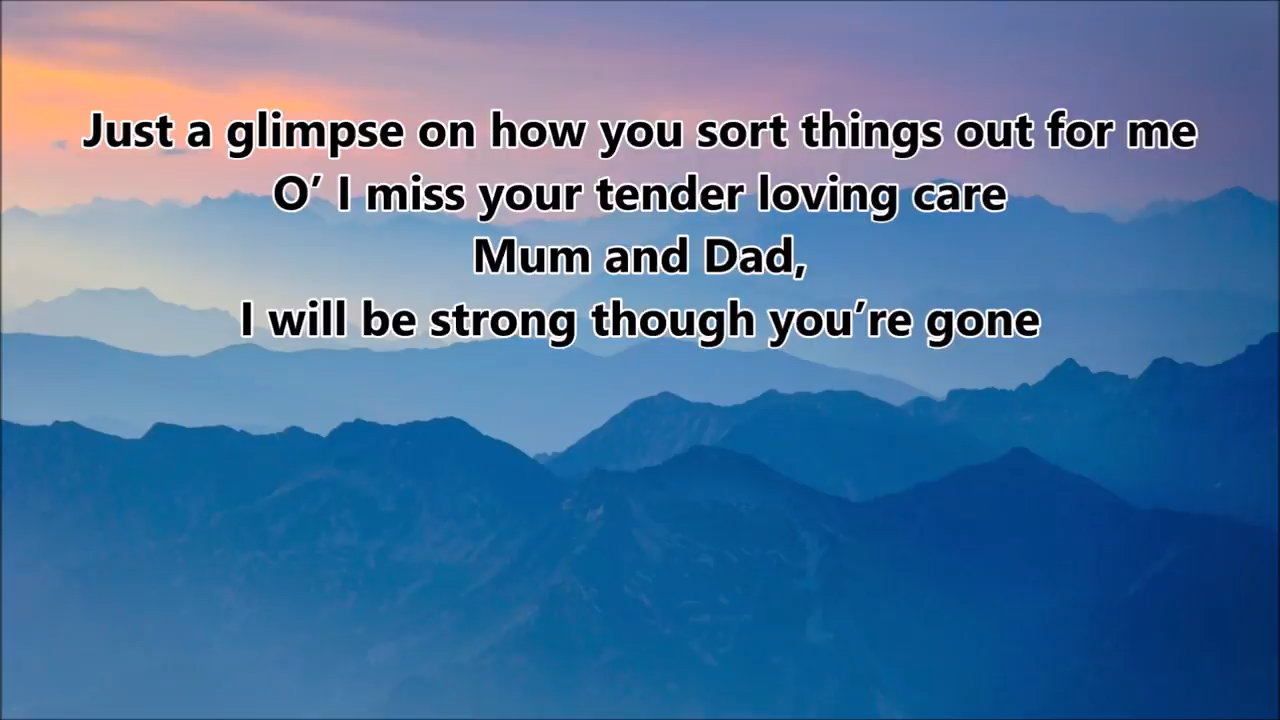 Just a glimpse on how you sort things out for me
O’ I miss your tender loving care
Mum and Dad,
I will be strong though you’re gone